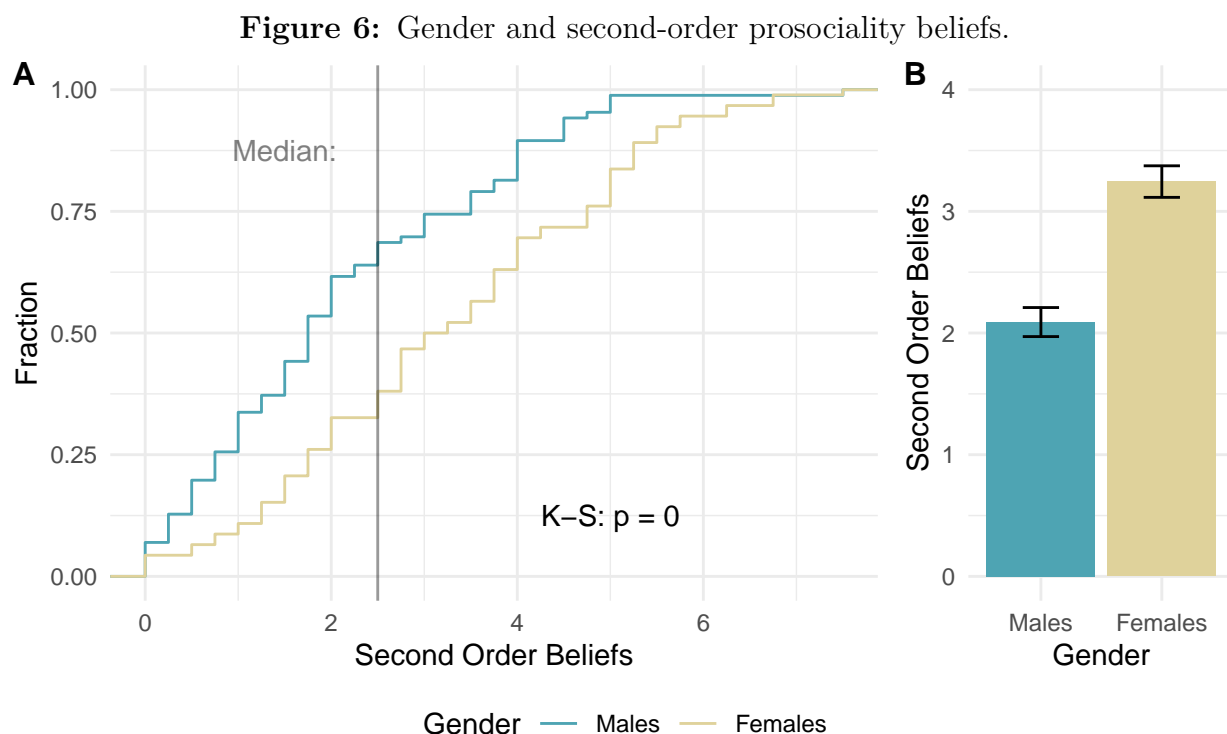 Figure 6: Gender and second-order prosociality beliefs.
A
Fraction
1.00
0.75
0.50
0.25
0.00
Median:
K−S: p = 0
0 2 4 6
Second Order Beliefs
B
Second Order Beliefs
4
3
2
1
0
Males Females
Gender
Gender Males Females